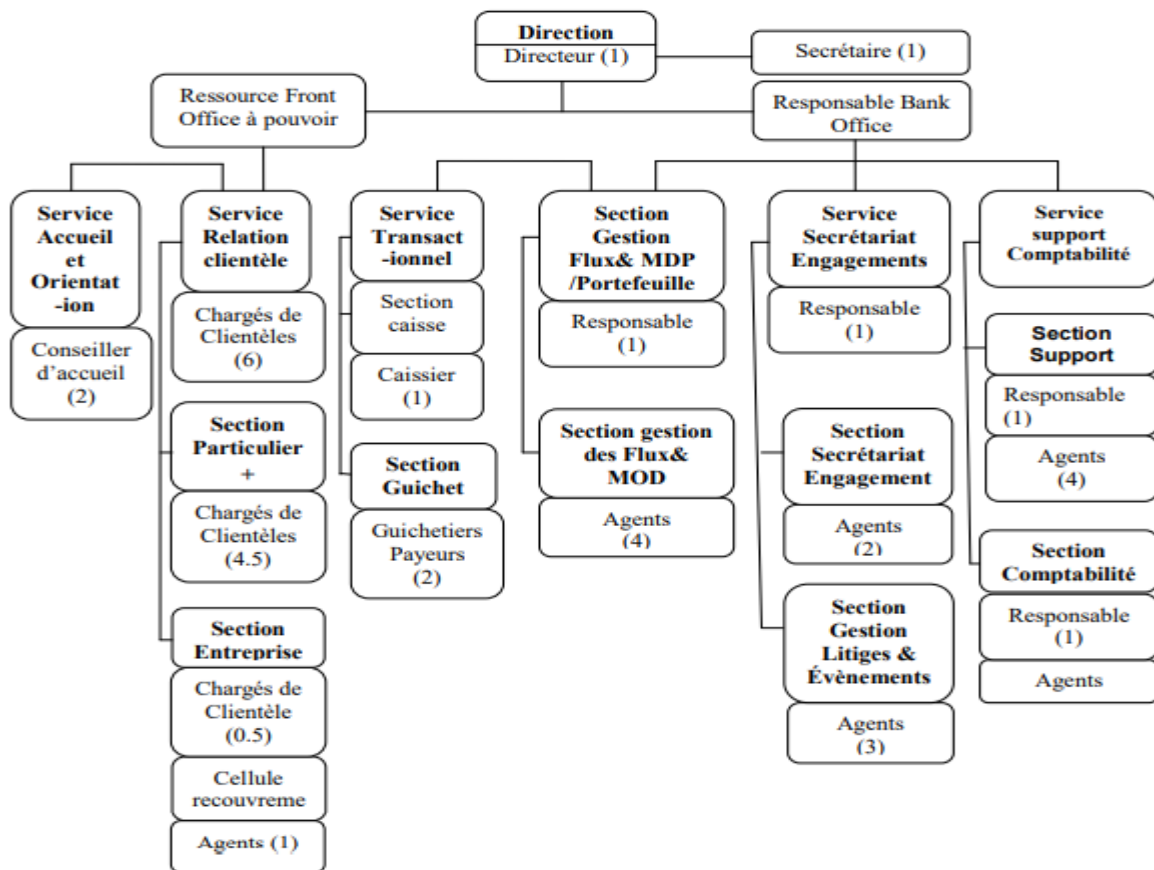 Direction
Directeur (1)
Secrétaire (1)
Ressource Front
Office à pouvoir
Responsable Bank
Office
Service
Accueil
et
Orientat
-ion
Conseiller
d'accueil
(2)
Service
Relation
clientèle
Chargés de
Clientèles
(6)
Section
Particulier
+
Chargés de
Clientèles
(4.5)
Section
Entreprise
Chargés de
Clientèle
(0.5)
Cellule
recouvreme
Agents (1)
Service
Transact
-ionnel
Section
caisse
Caissier
(1)
Section
Guichet
Guichetiers
Payeurs
(2)
Section
Gestion
Flux& MDP
/Portefeuille
Responsable
(1)
Section gestion
des Flux&
MOD
Agents
(4)
Service
Secrétariat
Engagements
Responsable
(1)
Section
Secrétariat
Engagement
Agents
(2)
Section
Gestion
Litiges &
Évènements
Agents
(3)
Service
support
Comptabilité
Section
Support
Responsable
(1)
Agents
(4)
Section
Comptabilité
Responsable
(1)
Agents